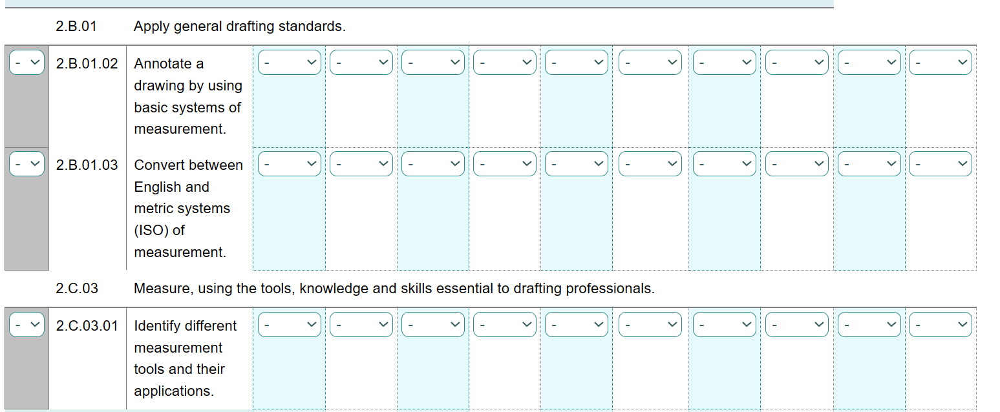 2.B.01 Apply general drafting standards.
- 2.B.01.02 Annotate a - - - - - - - - - -
drawing by using
basic systems of
measurement.
- 2.B.01.03 Convert between - - - - - - - - - -
English and
metric systems
(ISO) of
measurement.
2.C.03 Measure, using the tools, knowledge and skills essential to drafting professionals.
- 2.C.03.01 Identify different - - - - - - - - - -
measurement
tools and their
applications.